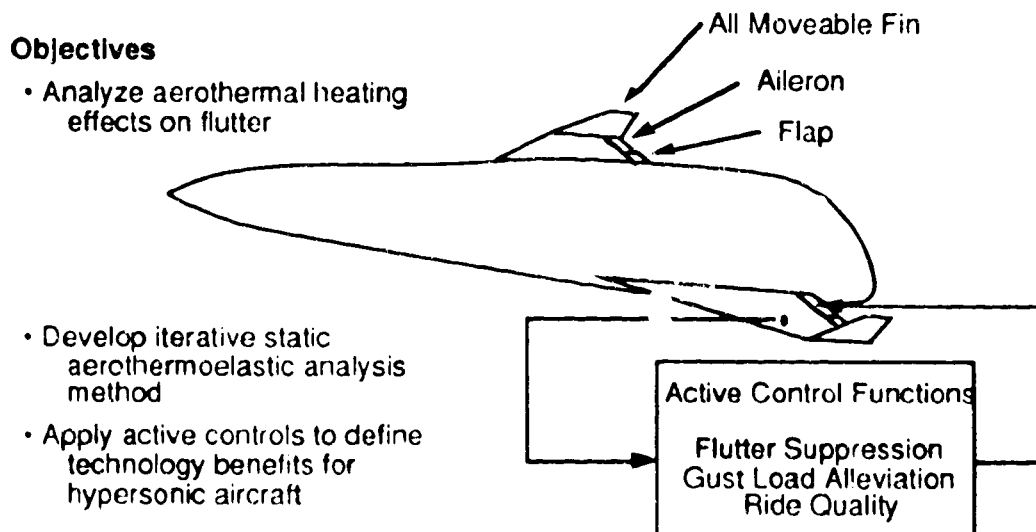 Objectives
• Analyze aerothermal heating
effects on flutter
• Develop iterative static
aerothermoelastic analysis
method
• Apply active controls to define
technology benefits for
hypersonic aircraft
All Moveable Fin
Aileron
Flap
Active Control Functions
Flutter Suppression
Gust Load Alleviation
Ride Quality